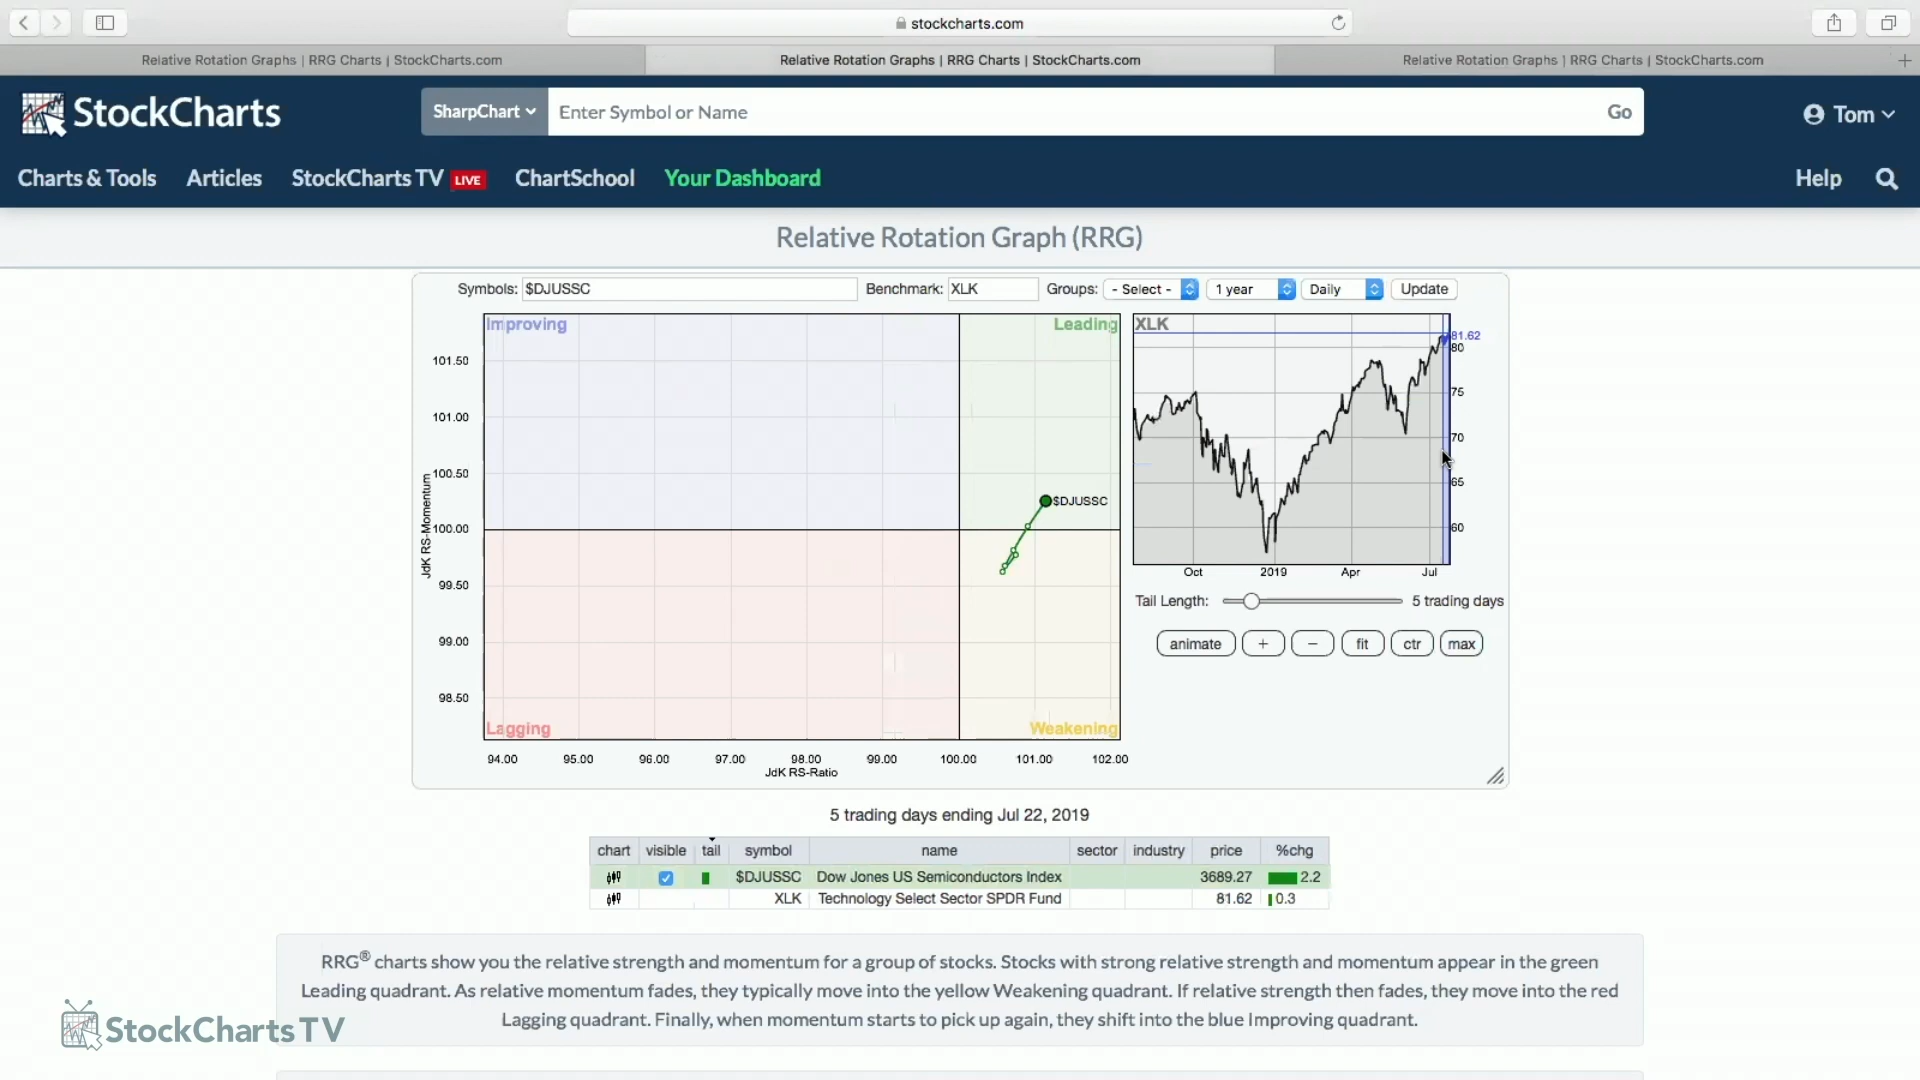 stockcharts.com
Relative Rotation Graphs | RRG Charts | StockCharts.com
Relative Rotation Graphs | RRG Charts | StockCharts.com
Relative Rotation Graphs | RRG Charts | StockCharts.com
StockCharts
SharpChart
Enter Symbol or Name
Go
Tom
Charts & Tools
Articles
StockCharts TV LIVE
ChartSchool
Your Dashboard
Help
Relative Rotation Graph (RRG)
Symbols: $DJUSSC
Benchmark: XLK
Groups: - Select -
1 year
Daily
Update
Improving
Leading
101.50
101.00
100.50
100.00
99.50
99.00
98.50
JdK RS-Momentum
$DJUSSC
Lagging
Weakening
94.00 95.00 96.00 97.00 98.00 99.00 100.00 101.00 102.00
JdK RS-Ratio
XLK
81.62
80
75
70
65
60
Oct 2019 Apr Jul
Tail Length: 5 trading days
animate + − fit ctr max
5 trading days ending Jul 22, 2019
chart visible tail symbol name sector industry price %chg
$DJUSSC Dow Jones US Semiconductors Index 3689.27 2.2
XLK Technology Select Sector SPDR Fund 81.62 0.3
RRG® charts show you the relative strength and momentum for a group of stocks. Stocks with strong relative strength and momentum appear in the green
Leading quadrant. As relative momentum fades, they typically move into the yellow Weakening quadrant. If relative strength then fades, they move into the red
Lagging quadrant. Finally, when momentum starts to pick up again, they shift into the blue Improving quadrant.
StockCharts TV